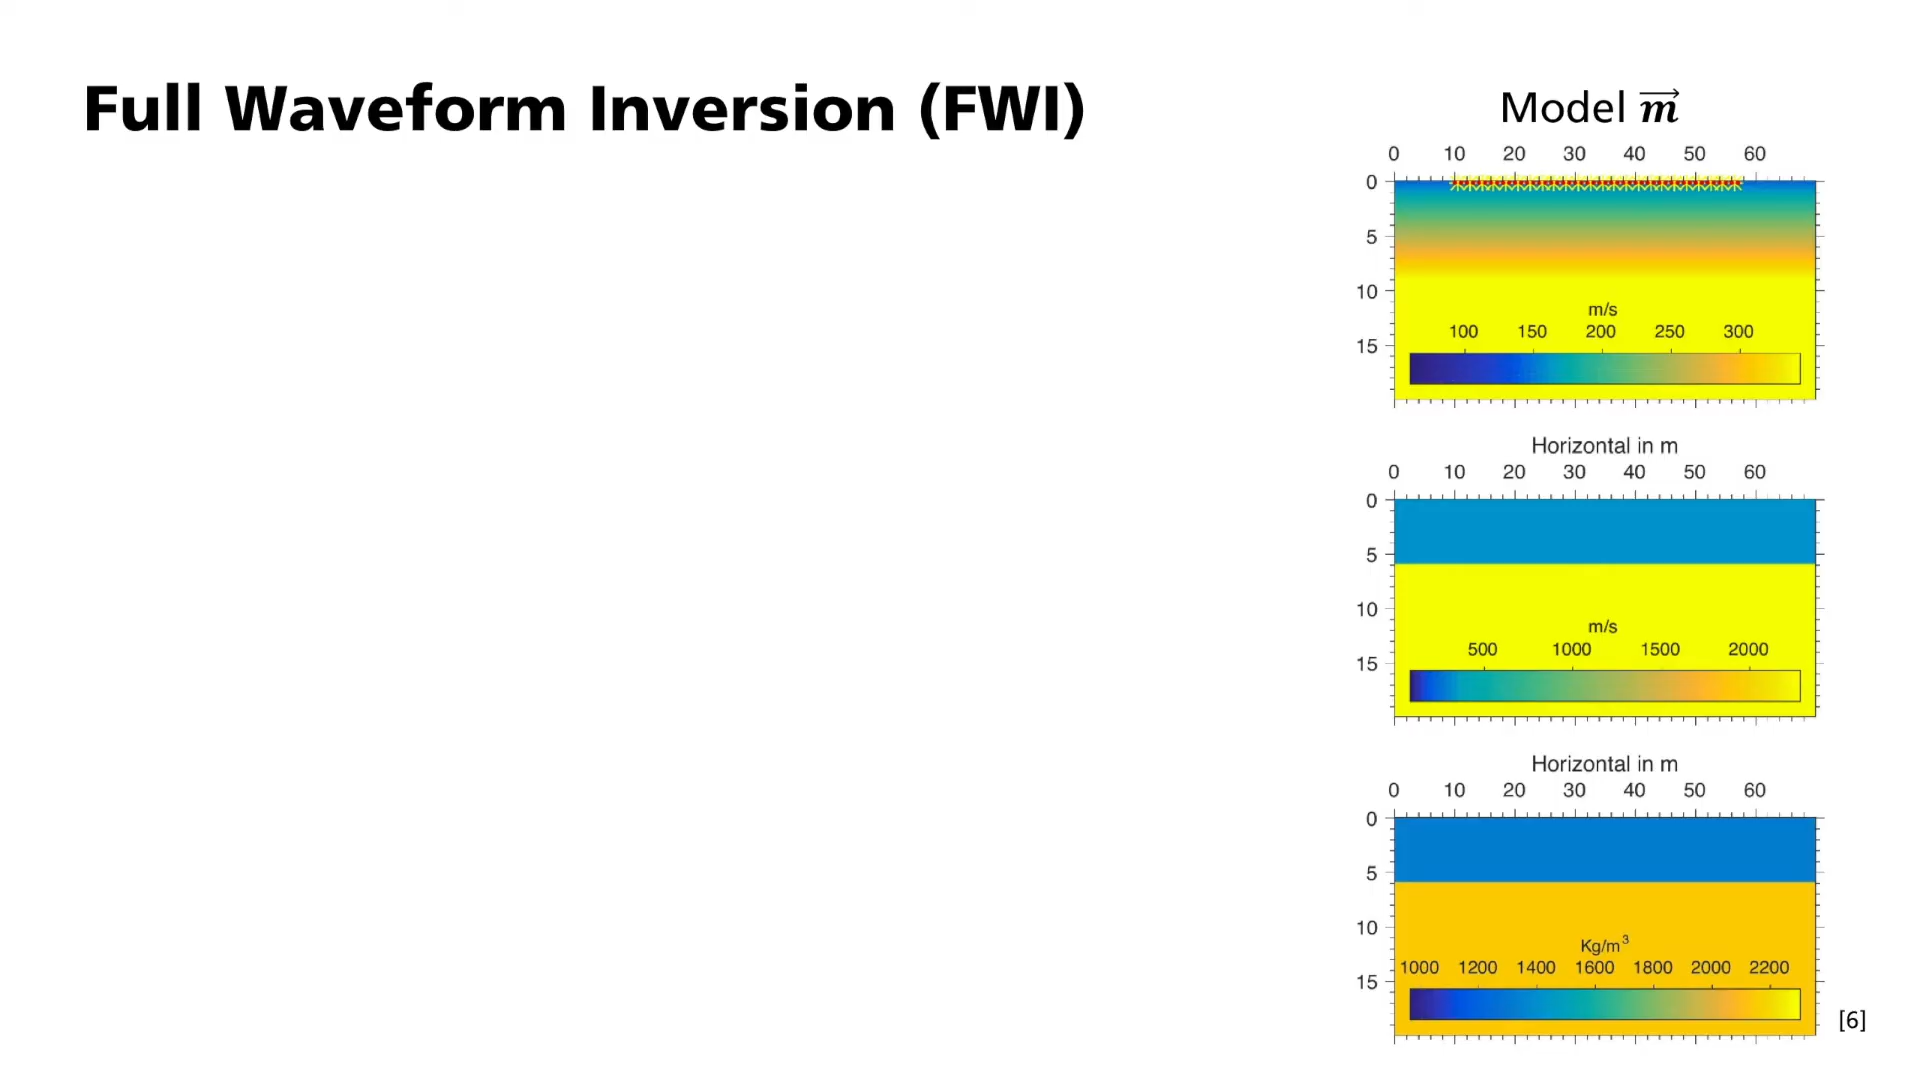 Full Waveform Inversion (FWI)
Model m
0 10 20 30 40 50 60
0
5
10
15
m/s
100 150 200 250 300
Horizontal in m
0 10 20 30 40 50 60
0
5
10
15
m/s
500 1000 1500 2000
Horizontal in m
0 10 20 30 40 50 60
0
5
10
15
Kg/m³
1000 1200 1400 1600 1800 2000 2200
[6]